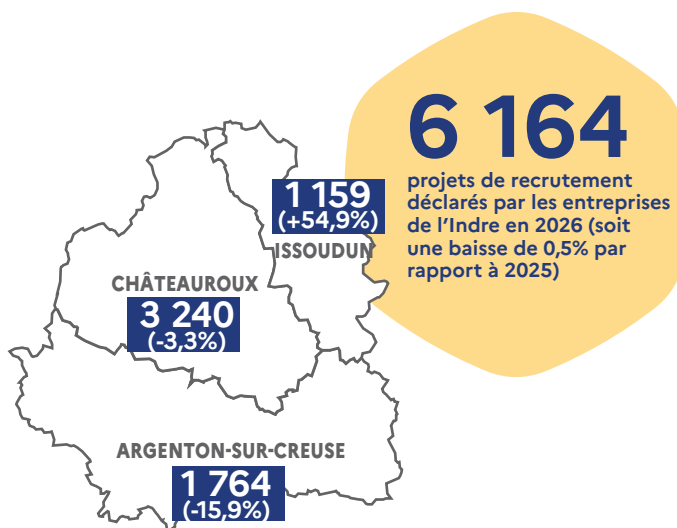 6 164
projets de recrutement
déclarés par les entreprises
de l’Indre en 2026 (soit
une baisse de 0,5% par
rapport à 2025)
1 159
(+54,9%)
ISSOUDUN
CHÂTEAUROUX
3 240
(-3,3%)
ARGENTON-SUR-CREUSE
1 764
(-15,9%)